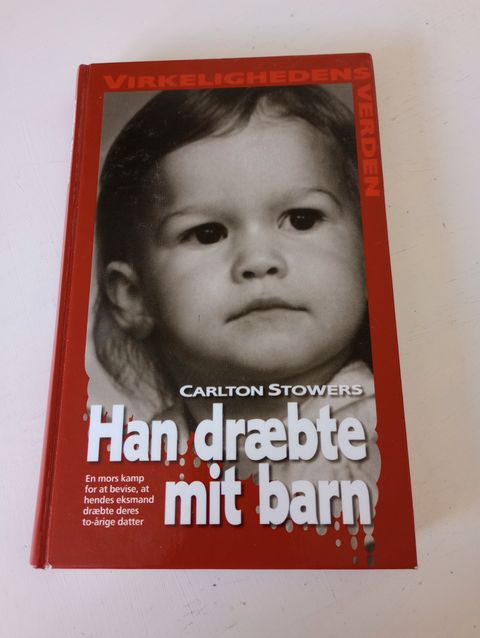 VIRKELIGHEDENS
VERDEN
CARLTON STOWERS
Han dræbte
mit barn
En mors kamp
for at bevise, at
hendes eksmand
dræbte deres
to-årige datter